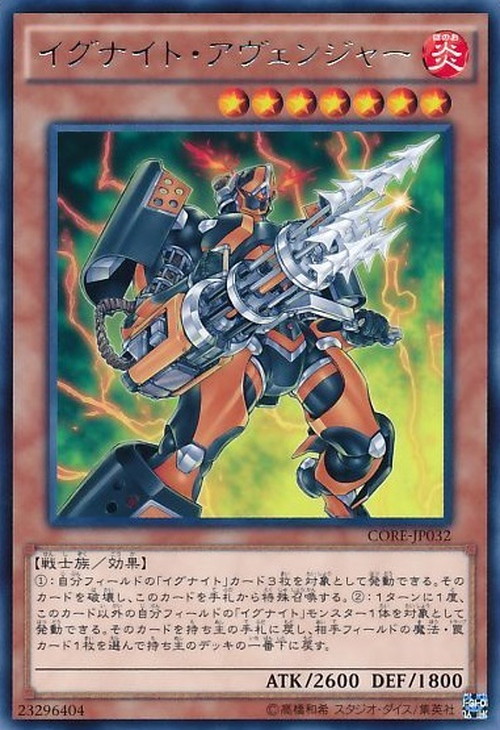 イグナイト・アヴェンジャー
ほのお
炎
CORE-JP032
【戦士族／効果】
①：自分フィールドの「イグナイト」カード３枚を対象として発動できる。その
カードを破壊し、このカードを手札から特殊召喚する。②：１ターンに１度、
このカード以外の自分フィールドの「イグナイト」モンスター１体を対象として
発動できる。そのカードを持ち主の手札に戻し、相手フィールドの魔法・罠
カード１枚を選んで持ち主のデッキの一番下に戻す。
ATK/2600 DEF/1800
23296404
©高橋和希 スタジオ・ダイス/集英社